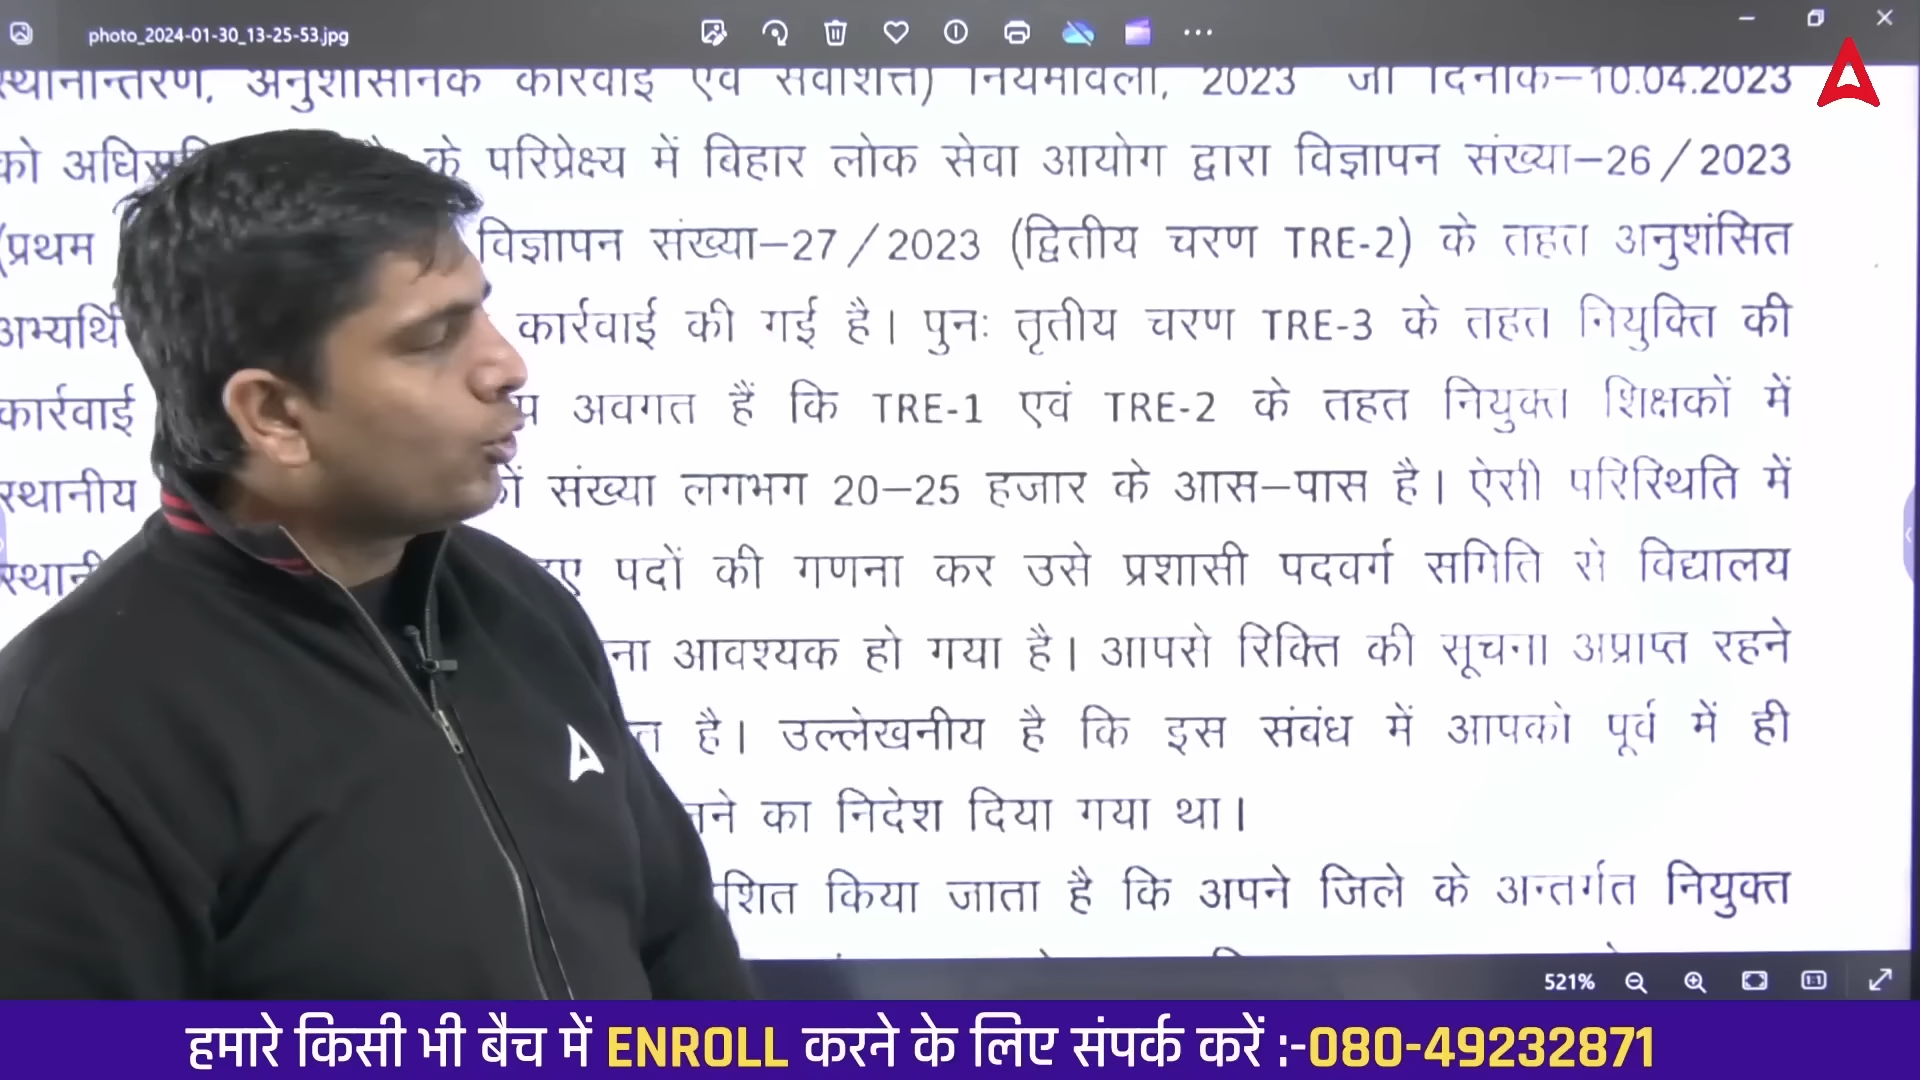 photo_2024-01-30_13-25-53.jpg
स्थानान्तरण, अनुशासनिक कार्रवाई एवं सेवाशर्त्त) नियमावली, 2023 जो दिनांक–10.04.2023
को के परिप्रेक्ष्य में बिहार लोक सेवा आयोग द्वारा विज्ञापन संख्या–26/2023
(प्रथम विज्ञापन संख्या–27/2023 (द्वितीय चरण TRE-2) के तहत अनुशंसित
कार्रवाई की गई है। पुनः तृतीय चरण TRE-3 के तहत नियुक्ति की
कार्रवाई अवगत हैं कि TRE-1 एवं TRE-2 के तहत नियुक्त शिक्षकों में
स्थानीय संख्या लगभग 20–25 हजार के आस–पास है। ऐसी परिस्थिति में
पदों की गणना कर उसे प्रशासी पदवर्ग समिति से विद्यालय
आवश्यक हो गया है। आपसे रिक्ति की सूचना अप्राप्त रहने
है। उल्लेखनीय है कि इस संबंध में आपको पूर्व में ही
का निदेश दिया गया था।
किया जाता है कि अपने जिले के अन्तर्गत नियुक्त
521%
हमारे किसी भी बैच में ENROLL करने के लिए संपर्क करें :-080-49232871